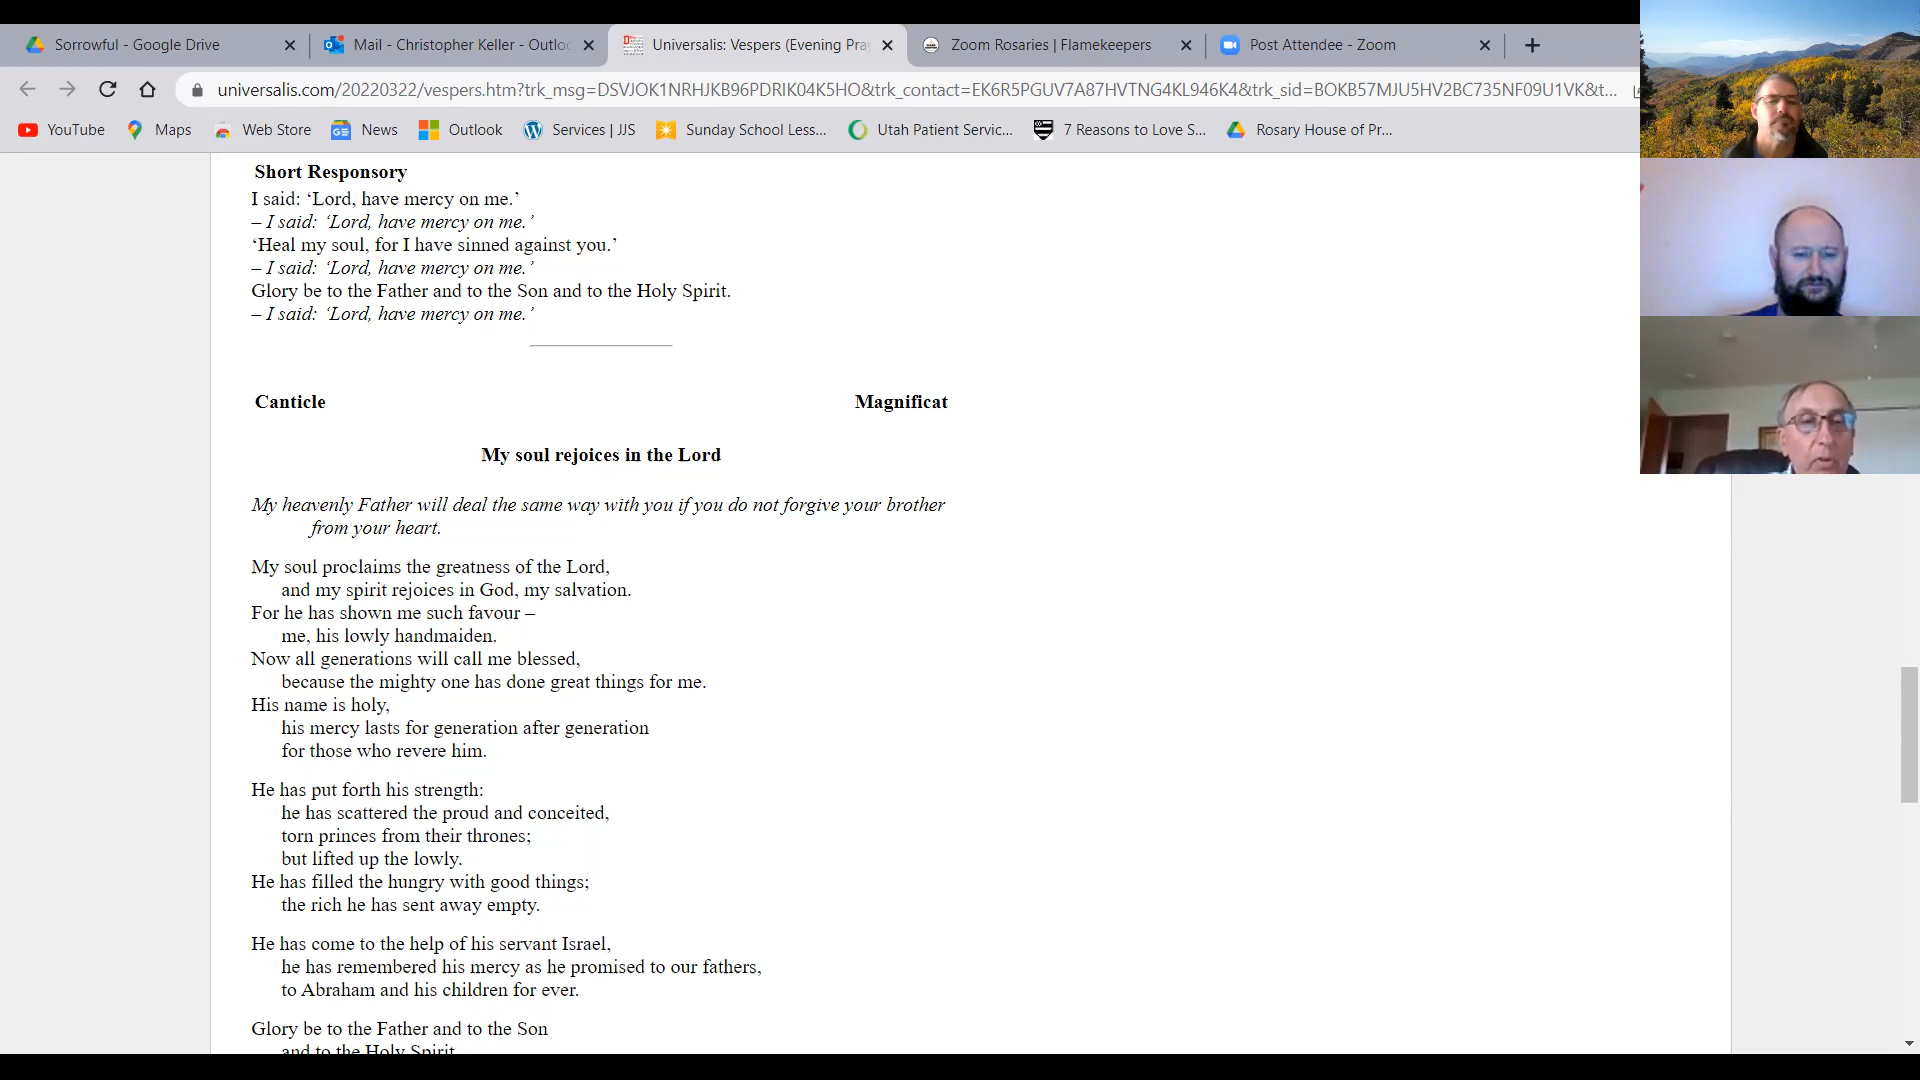 Sorrowful - Google Drive
Mail - Christopher Keller - Outlo
Universalis: Vespers (Evening Pra
Zoom Rosaries | Flamekeepers
Post Attendee - Zoom
universalis.com/20220322/vespers.htm?trk_msg=DSVJOK1NRHJKB96PDRIK04K5HO&trk_contact=EK6R5PGUV7A87HVTNG4KL946K4&trk_sid=BOKB57MJU5HV2BC735NF09U1VK&t...
YouTube
Maps
Web Store
News
Outlook
Services | JJS
Sunday School Less...
Utah Patient Servic...
7 Reasons to Love S...
Rosary House of Pr...
Short Responsory
I said: ‘Lord, have mercy on me.’
– I said: ‘Lord, have mercy on me.’
‘Heal my soul, for I have sinned against you.’
– I said: ‘Lord, have mercy on me.’
Glory be to the Father and to the Son and to the Holy Spirit.
– I said: ‘Lord, have mercy on me.’
Canticle Magnificat
My soul rejoices in the Lord
My heavenly Father will deal the same way with you if you do not forgive your brother
from your heart.
My soul proclaims the greatness of the Lord,
and my spirit rejoices in God, my salvation.
For he has shown me such favour –
me, his lowly handmaiden.
Now all generations will call me blessed,
because the mighty one has done great things for me.
His name is holy,
his mercy lasts for generation after generation
for those who revere him.
He has put forth his strength:
he has scattered the proud and conceited,
torn princes from their thrones;
but lifted up the lowly.
He has filled the hungry with good things;
the rich he has sent away empty.
He has come to the help of his servant Israel,
he has remembered his mercy as he promised to our fathers,
to Abraham and his children for ever.
Glory be to the Father and to the Son
and to the Holy Spirit